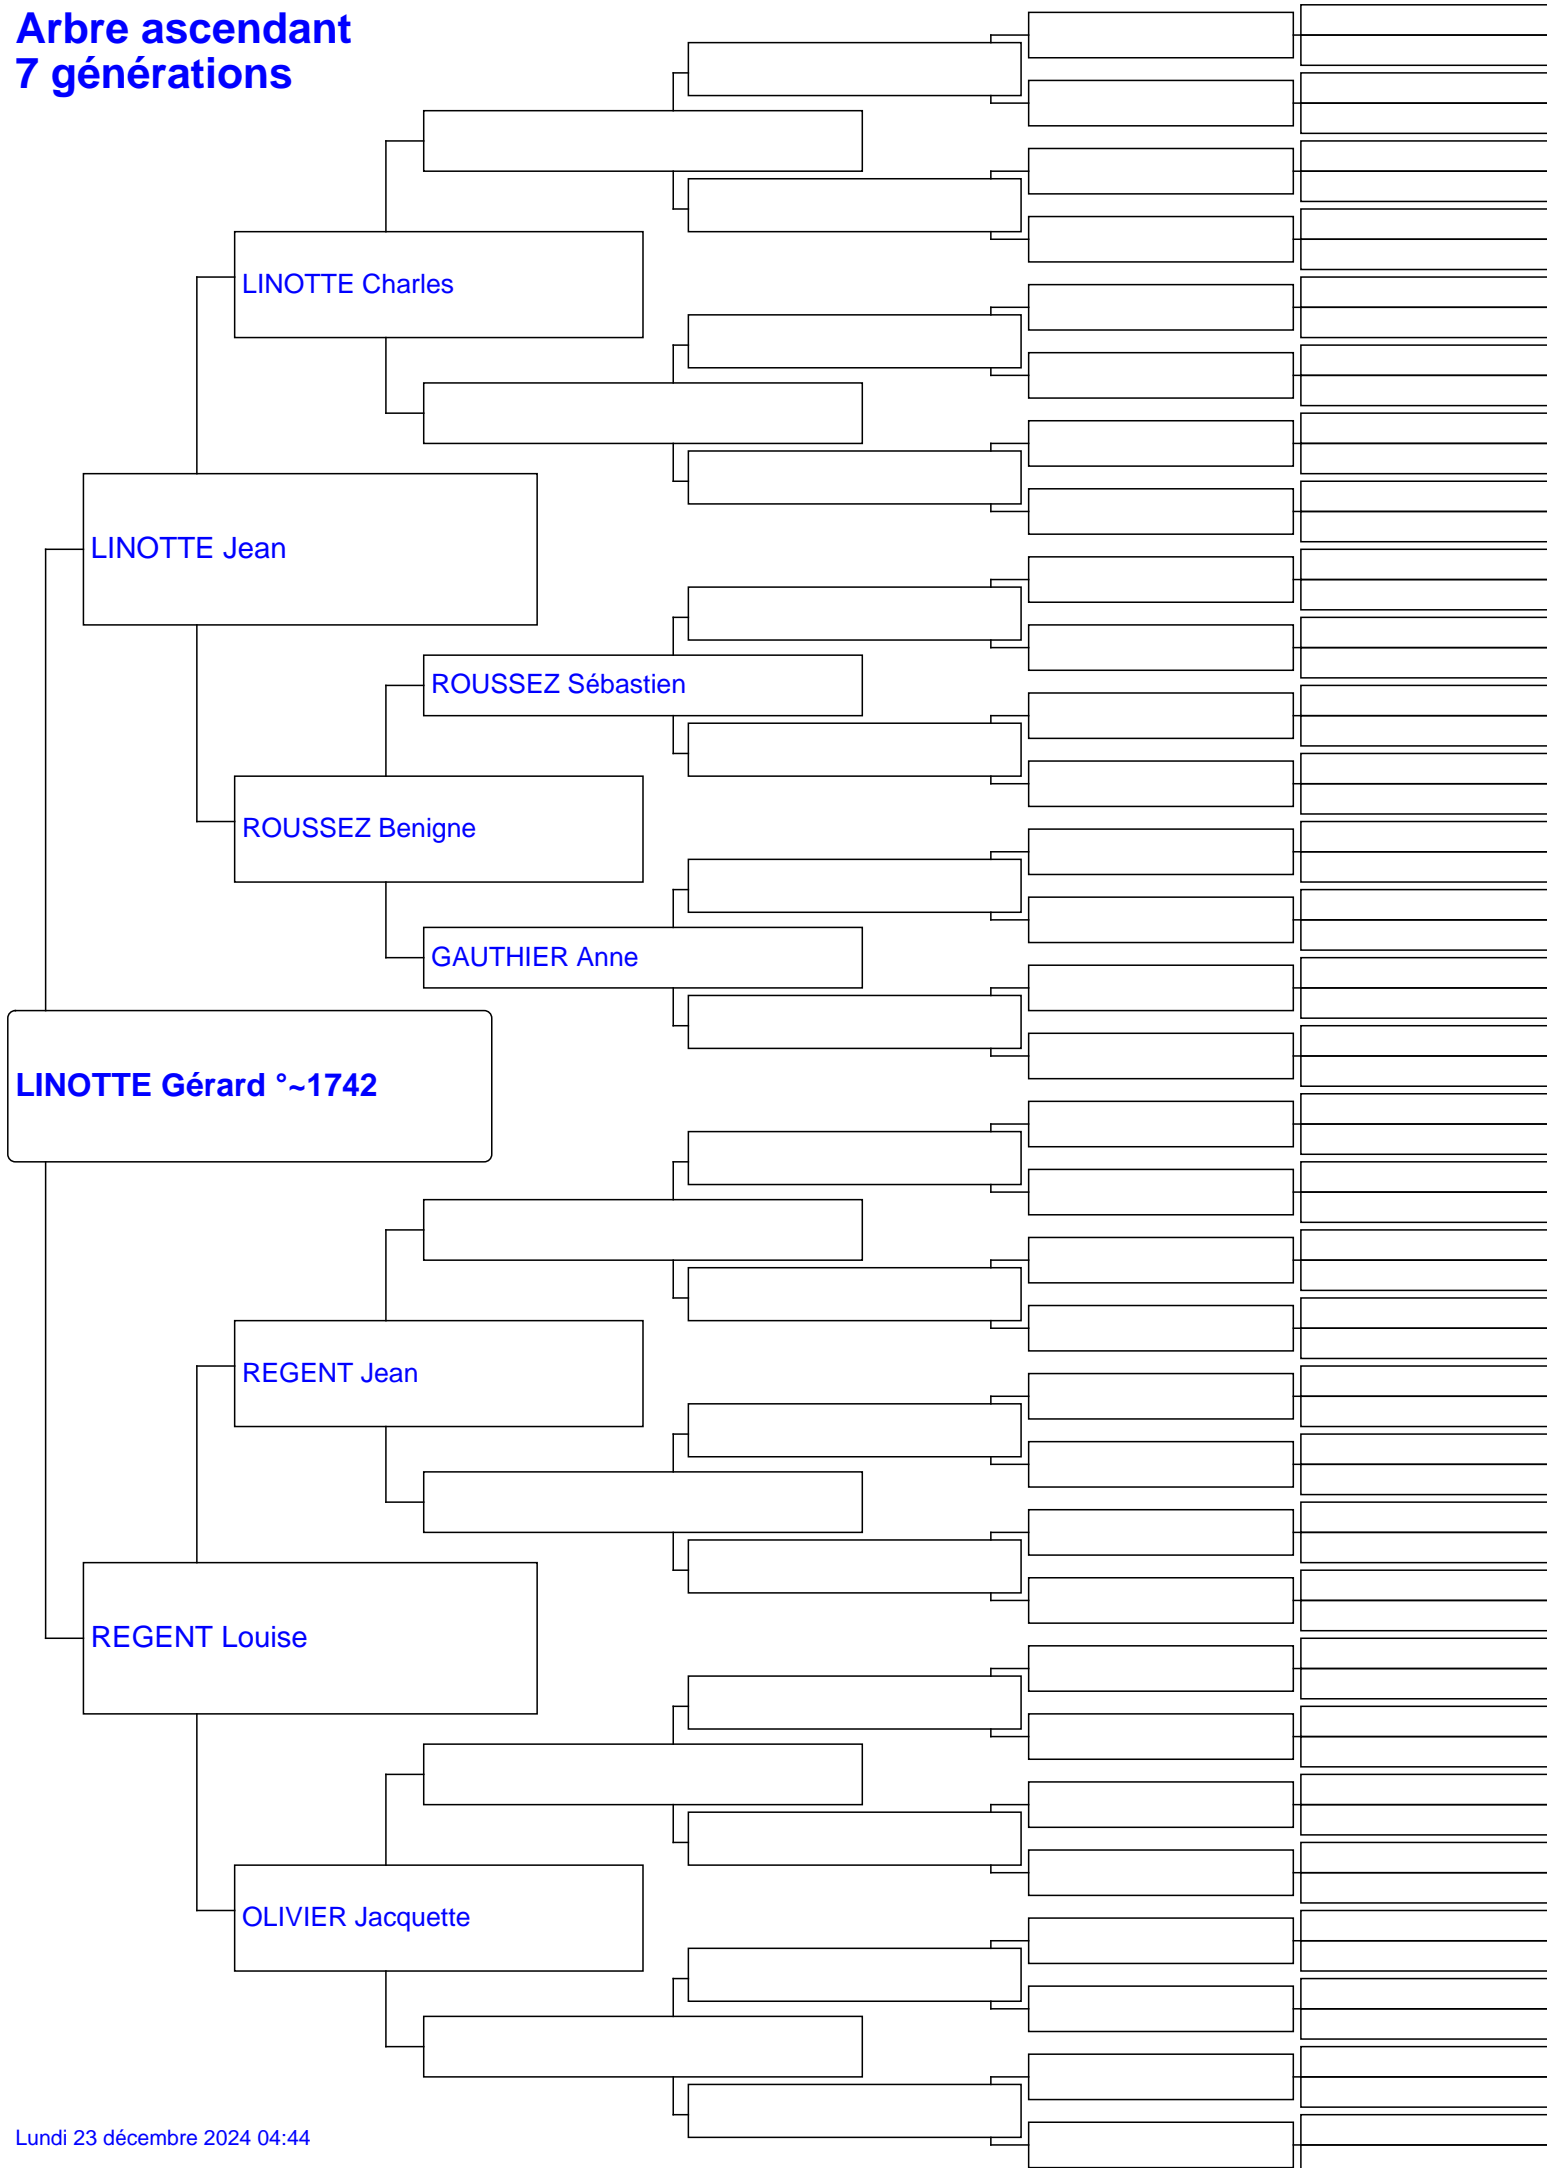 Arbre ascendant
7 générations
LINOTTE Charles
LINOTTE Jean
ROUSSEZ Sébastien
ROUSSEZ Benigne
GAUTHIER Anne
LINOTTE Gérard °~1742
REGENT Jean
REGENT Louise
OLIVIER Jacquette
Lundi 23 décembre 2024 04:44